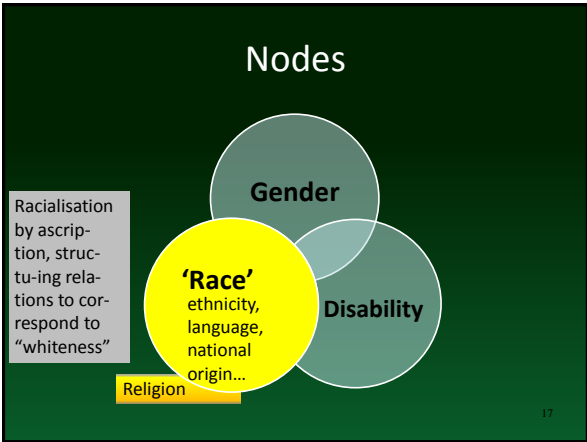 Nodes
Gender
Racialisation
by ascrip-
tion, struc-
tu-ing rela-
tions to cor-
respond to
“whiteness”
‘Race’
ethnicity,
language,
national
origin…
Disability
Religion
17